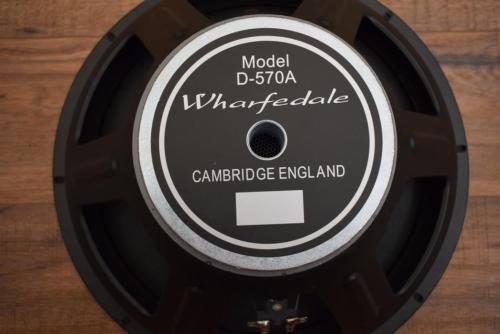 Model
D-570A
Wharfedale
CAMBRIDGE ENGLAND